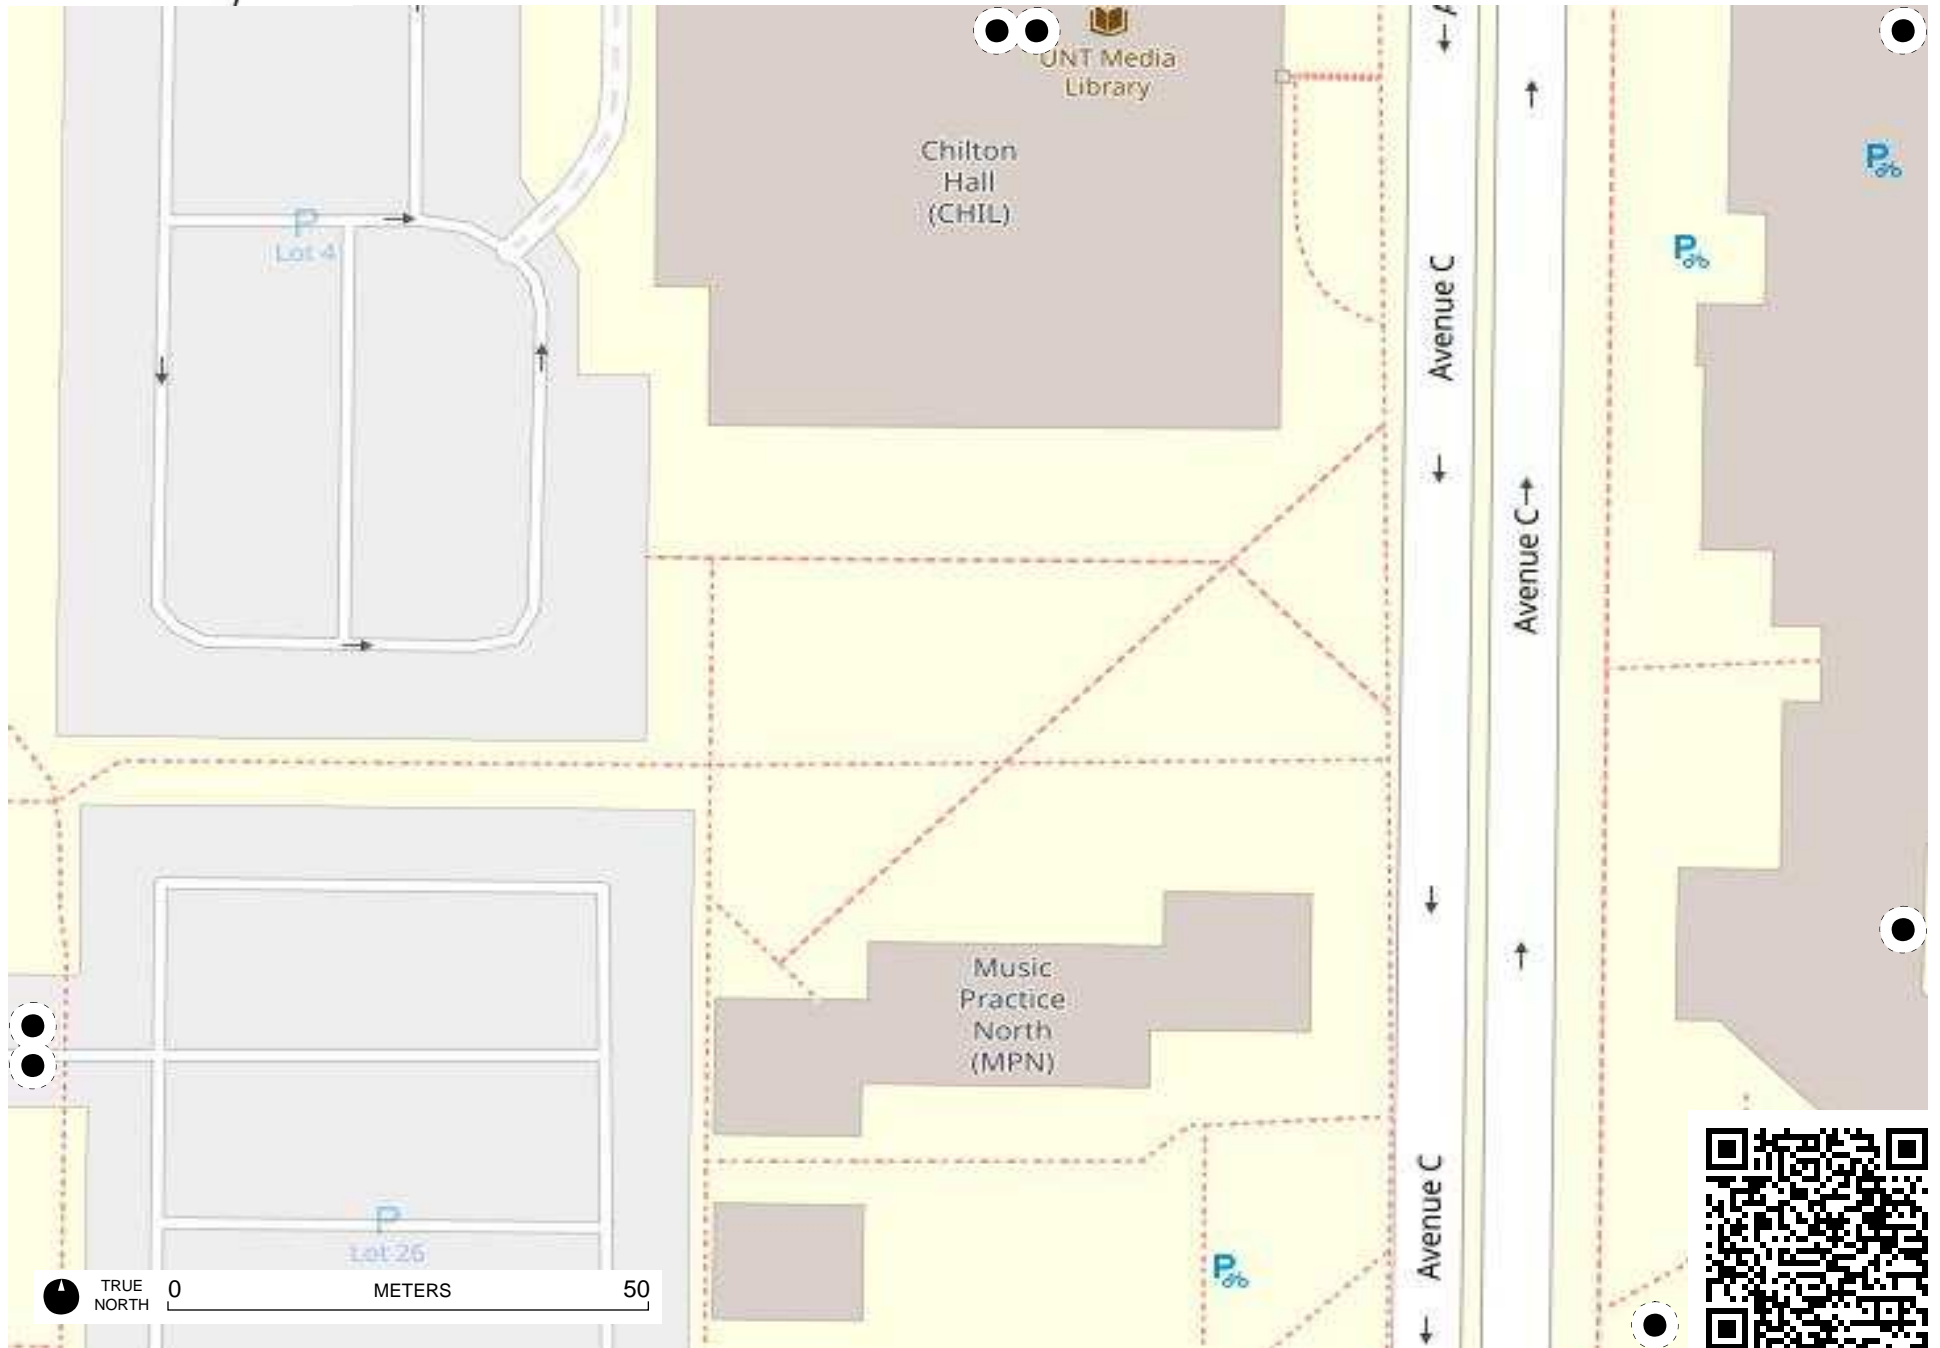 UNT Media
Library
Chilton
Hall
(CHIL)
P
P
P
Lot 4
Avenue C
Avenue C
Music
Practice
North
(MPN)
Avenue C
P
Lot 26
P
TRUE
NORTH
0
METERS
50